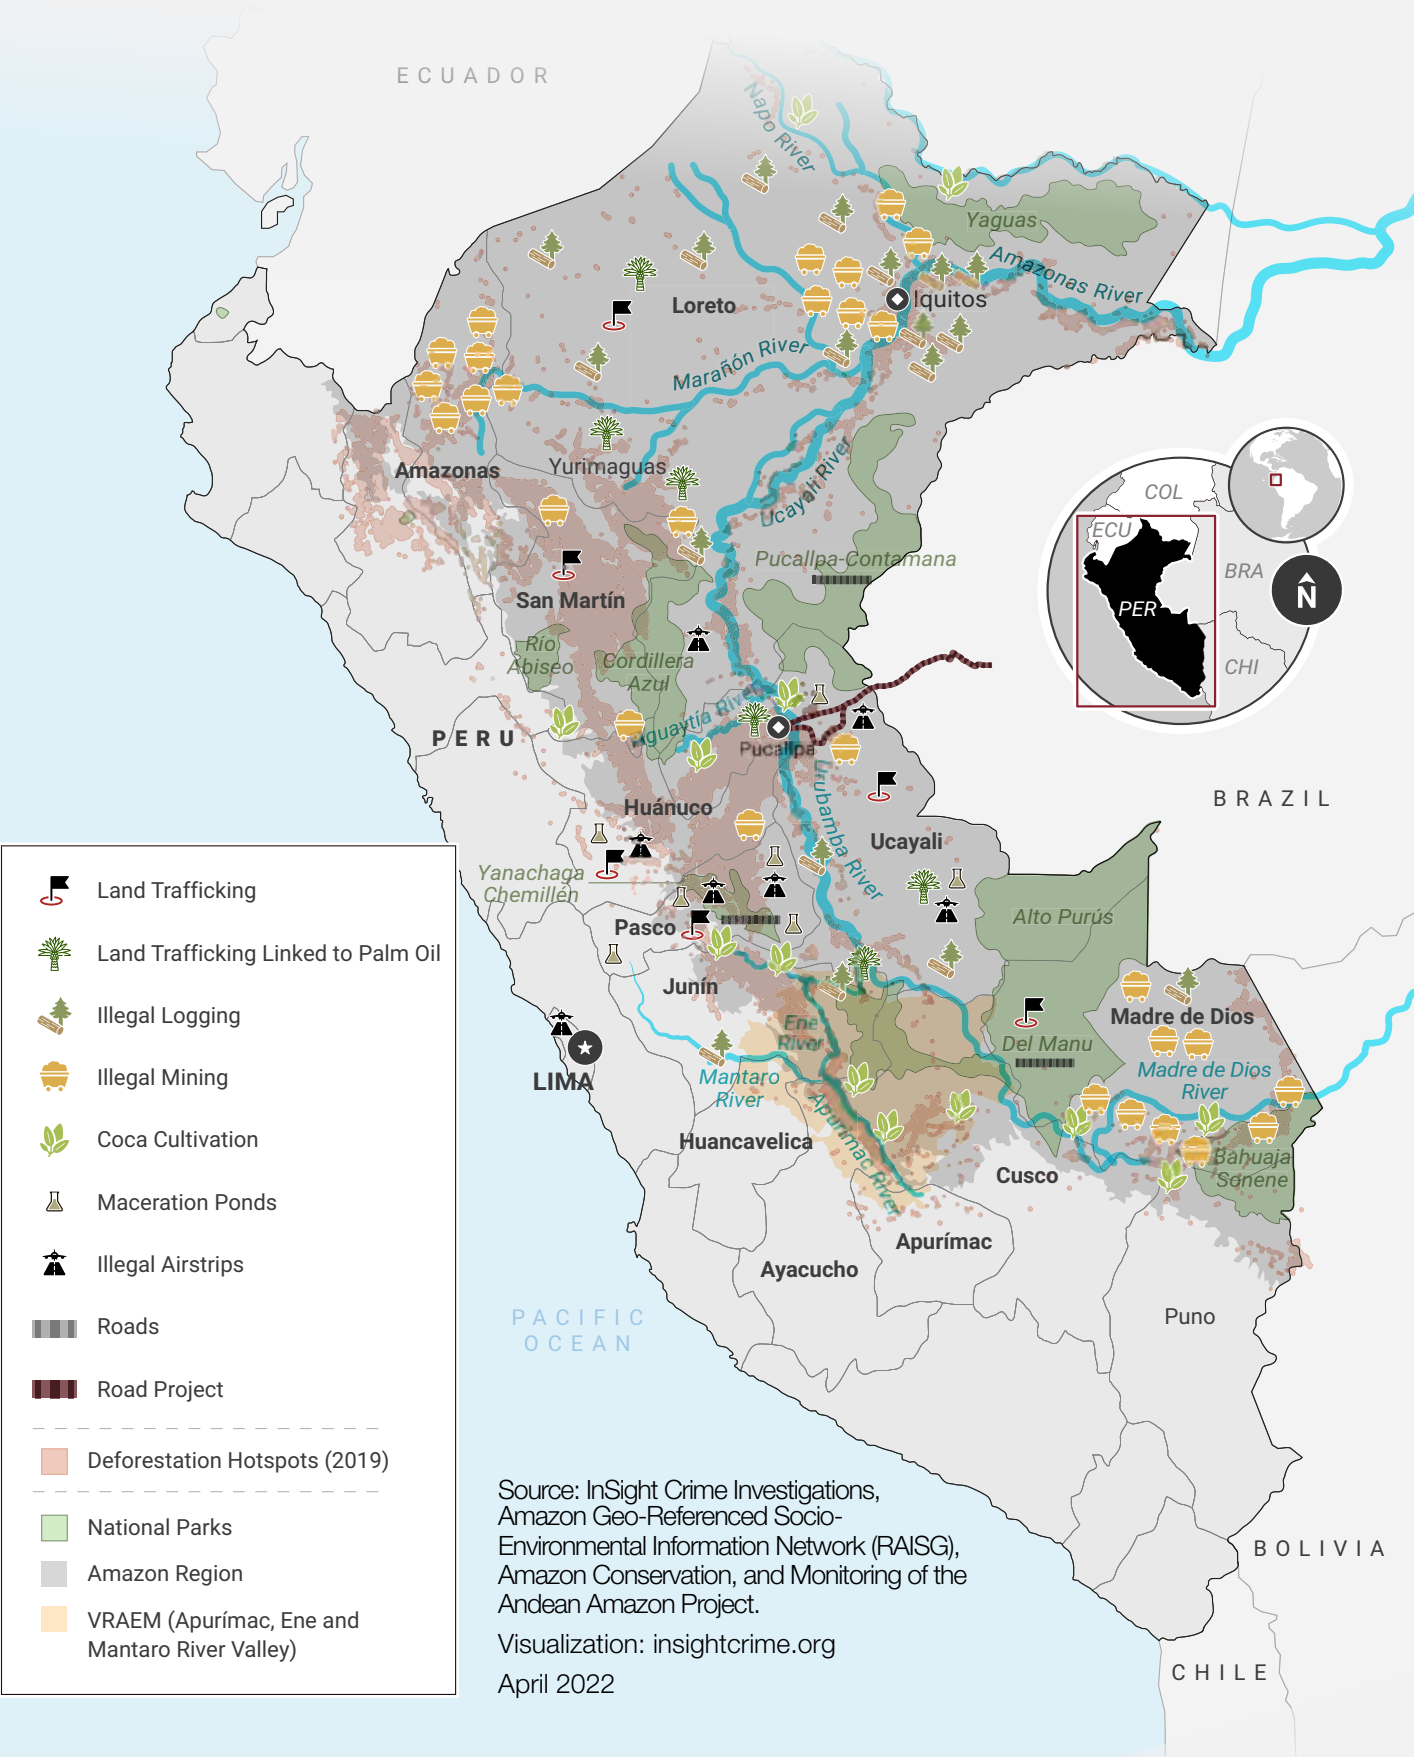 ECUADOR
Napo River
Yaguas
Amazonas River
Iquitos
Loreto
Marañón River
Amazonas
Yurimaguas
Ucayali River
COL
ECU
BRA
PER
CHI
N
Pucallpa-Contamana
San Martín
Río
Abiseo
Cordillera
Azul
Aguaytía River
PERU
Pucallpa
Urubamba River
BRAZIL
Huánuco
Ucayali
Yanachaga
Chemillén
Pasco
Alto Purús
Junín
Madre de Dios
Ene
River
Del Manu
Madre de Dios
River
LIMA
Mantaro
River
Apurímac River
Huancavelica
Bahuaja
Sonene
Cusco
Apurímac
Ayacucho
Puno
PACIFIC
OCEAN
BOLIVIA
CHILE
Land Trafficking
Land Trafficking Linked to Palm Oil
Illegal Logging
Illegal Mining
Coca Cultivation
Maceration Ponds
Illegal Airstrips
Roads
Road Project
Deforestation Hotspots (2019)
National Parks
Amazon Region
VRAEM (Apurímac, Ene and
Mantaro River Valley)
Source: InSight Crime Investigations,
Amazon Geo-Referenced Socio-
Environmental Information Network (RAISG),
Amazon Conservation, and Monitoring of the
Andean Amazon Project.
Visualization: insightcrime.org
April 2022